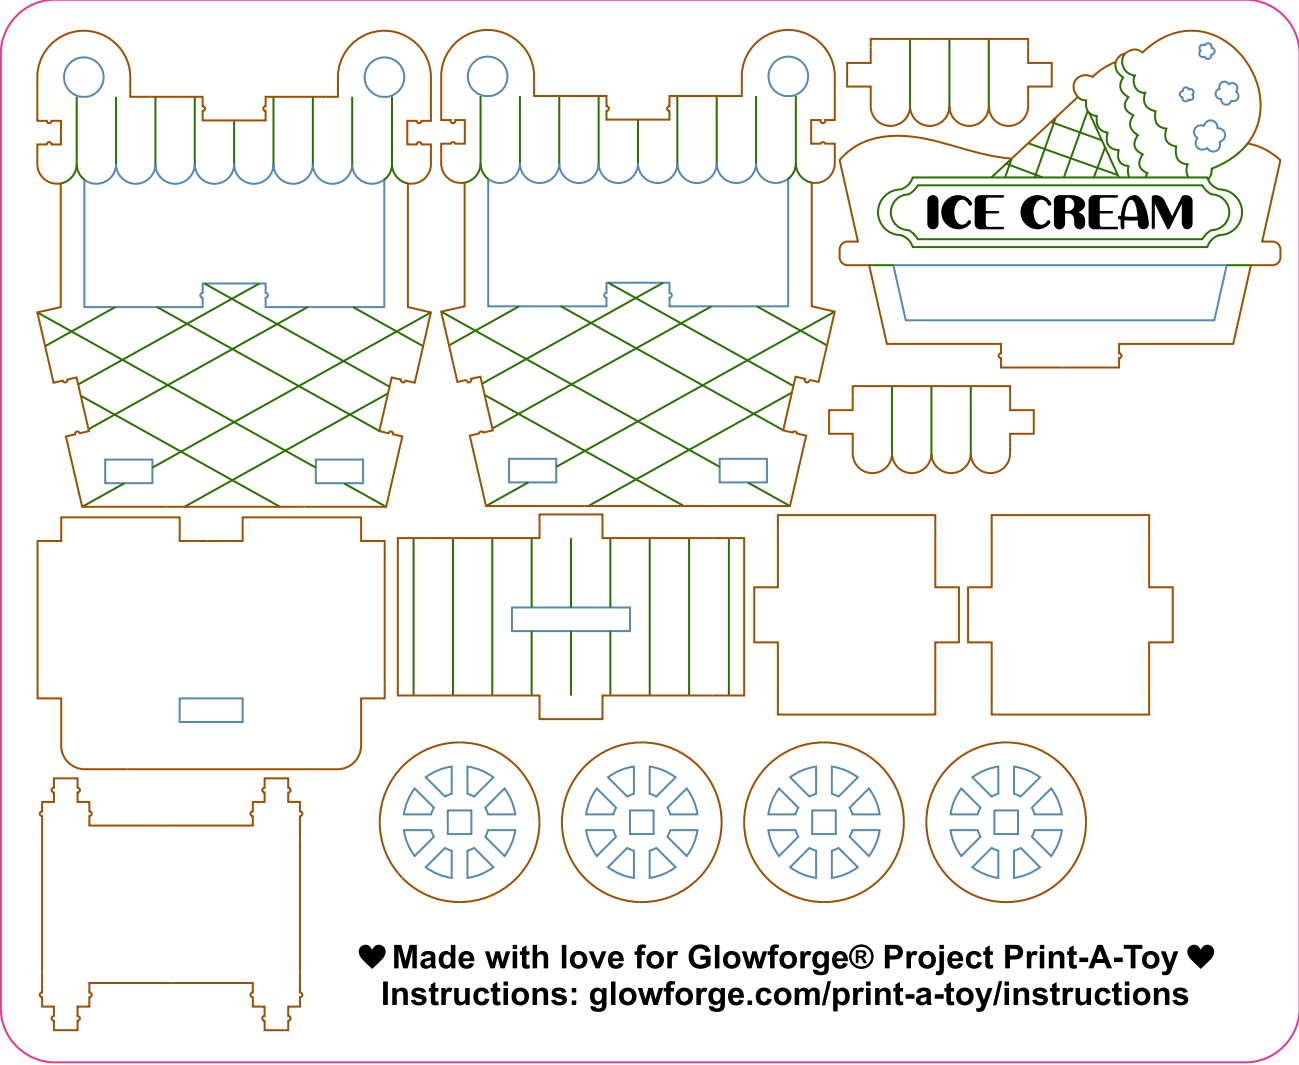 ICE CREAM
♥ Made with love for Glowforge® Project Print-A-Toy ♥
Instructions: glowforge.com/print-a-toy/instructions